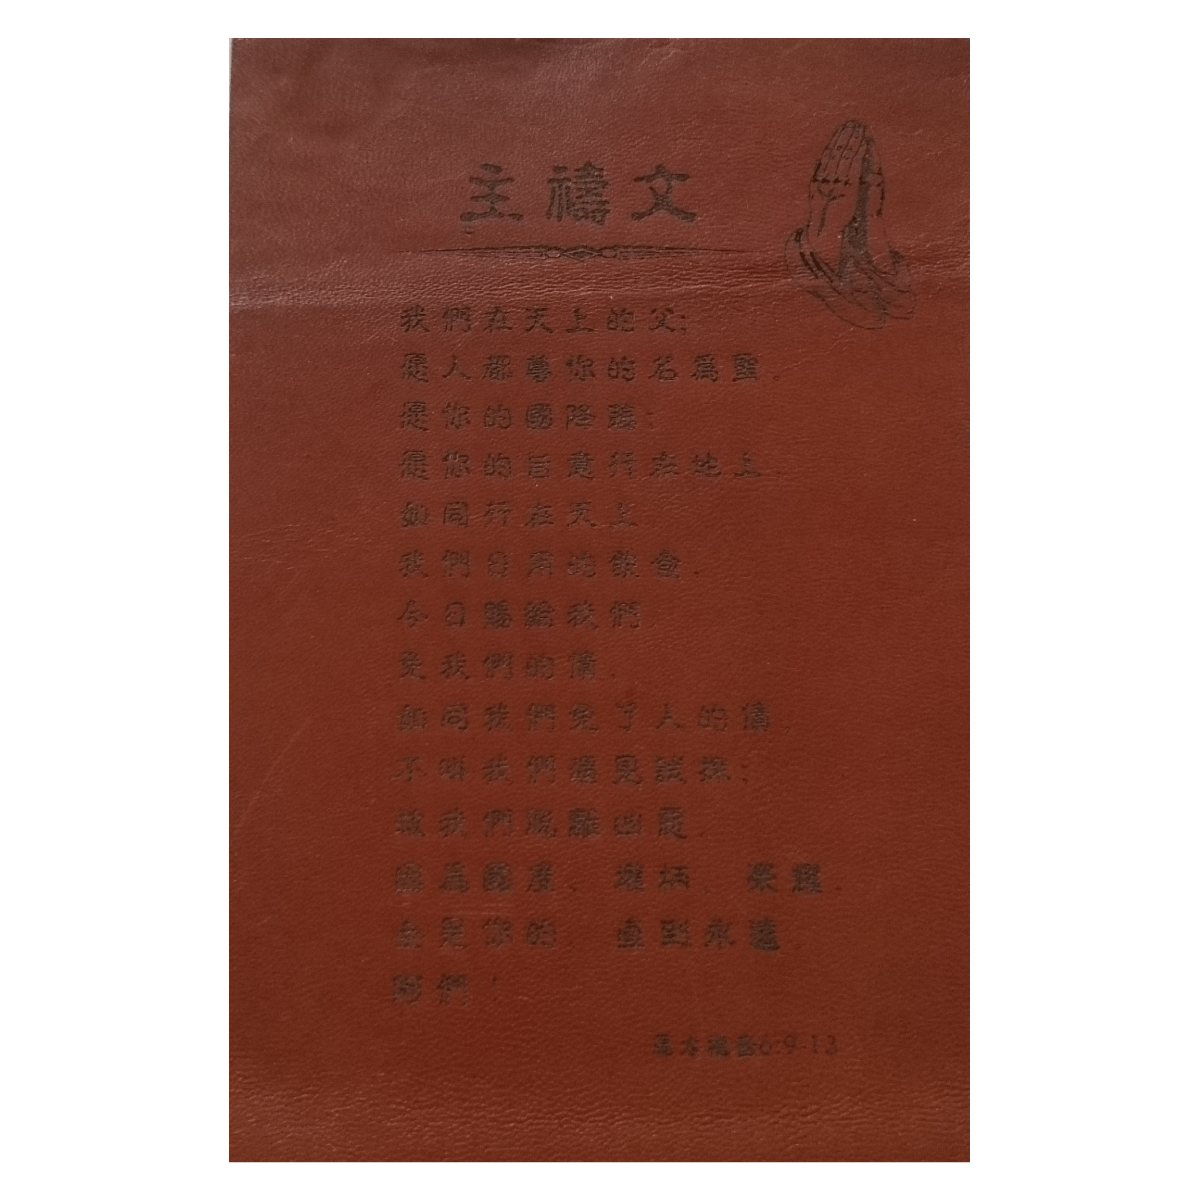 主禱文
我們在天上的父:
愿人都尊你的名為聖.
愿你的國降臨;
愿你的旨意行在地上.
如同行在天上
我們日用的飲食.
今日賜給我們
免我們的債.
如同我們免了人的債
不叫我們遇見試探;
救我們脫離凶惡.
因為國度、權柄、榮耀.
全是你的. 直到永遠.
阿們!
馬太福音6:9-13